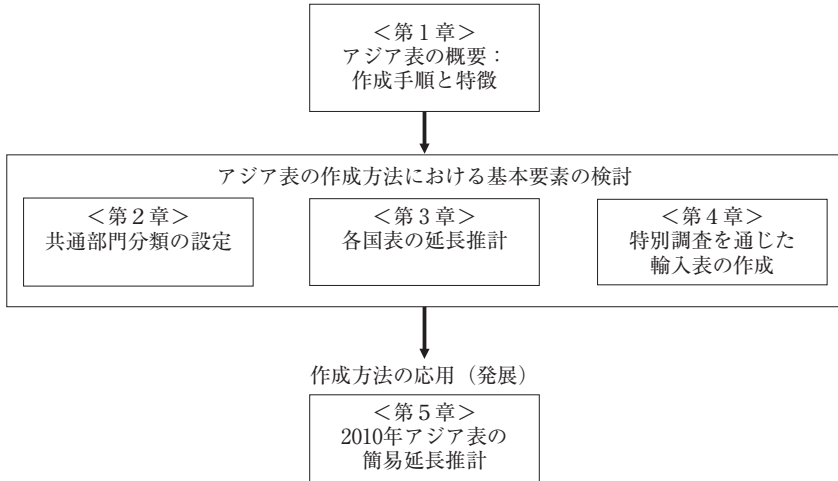 ＜第１章＞
アジア表の概要：
作成手順と特徴
アジア表の作成方法における基本要素の検討
＜第２章＞
共通部門分類の設定
＜第３章＞
各国表の延長推計
＜第４章＞
特別調査を通じた
輸入表の作成
作成方法の応用（発展）
＜第５章＞
2010年アジア表の
簡易延長推計